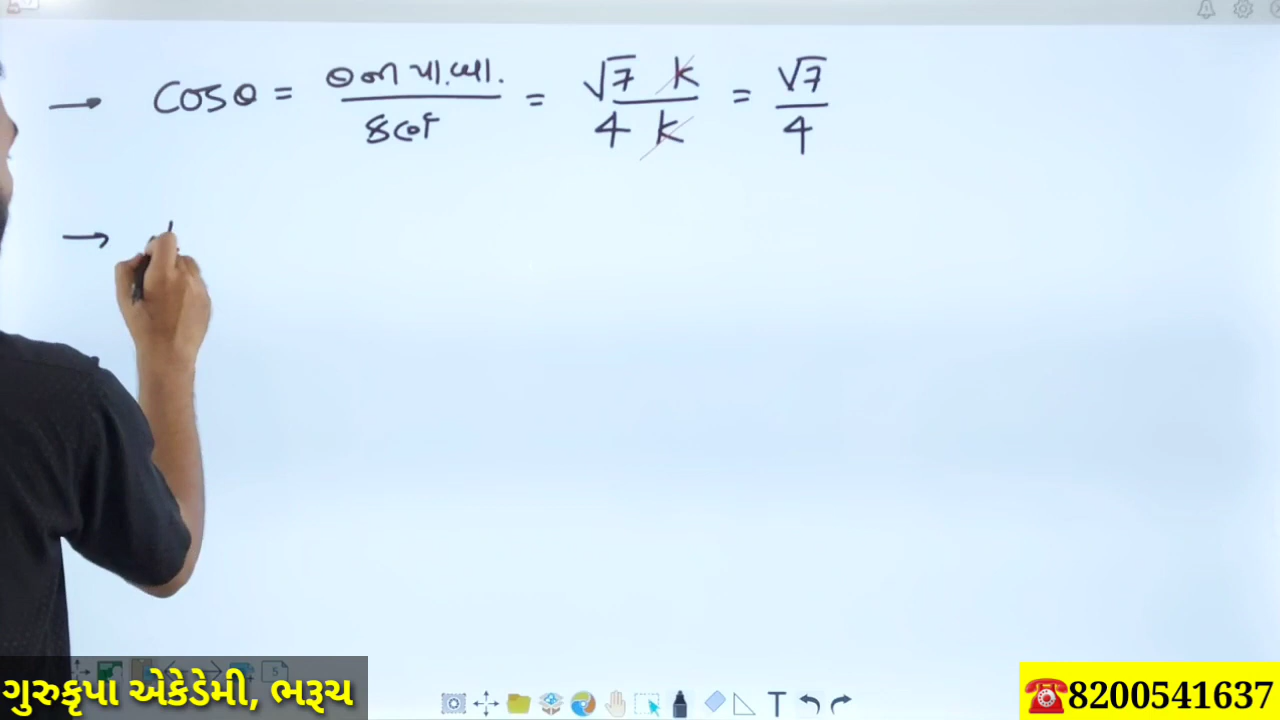 → cosθ = θની પા.બા. / કર્ણ = √7 k / 4 k = √7 / 4
→
ગુરુકૃપા એકેડેમી, ભરૂચ
☎8200541637